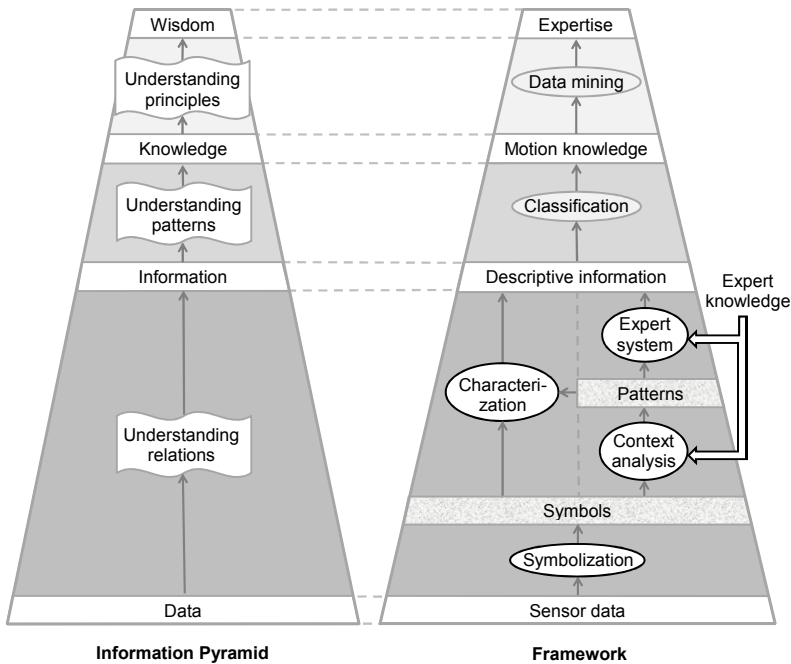 Wisdom
Understanding
principles
Knowledge
Understanding
patterns
Information
Understanding
relations
Data
Information Pyramid
Expertise
Data mining
Motion knowledge
Classification
Descriptive information
Expert
knowledge
Expert
system
Characteri-
zation
Patterns
Context
analysis
Symbols
Symbolization
Sensor data
Framework